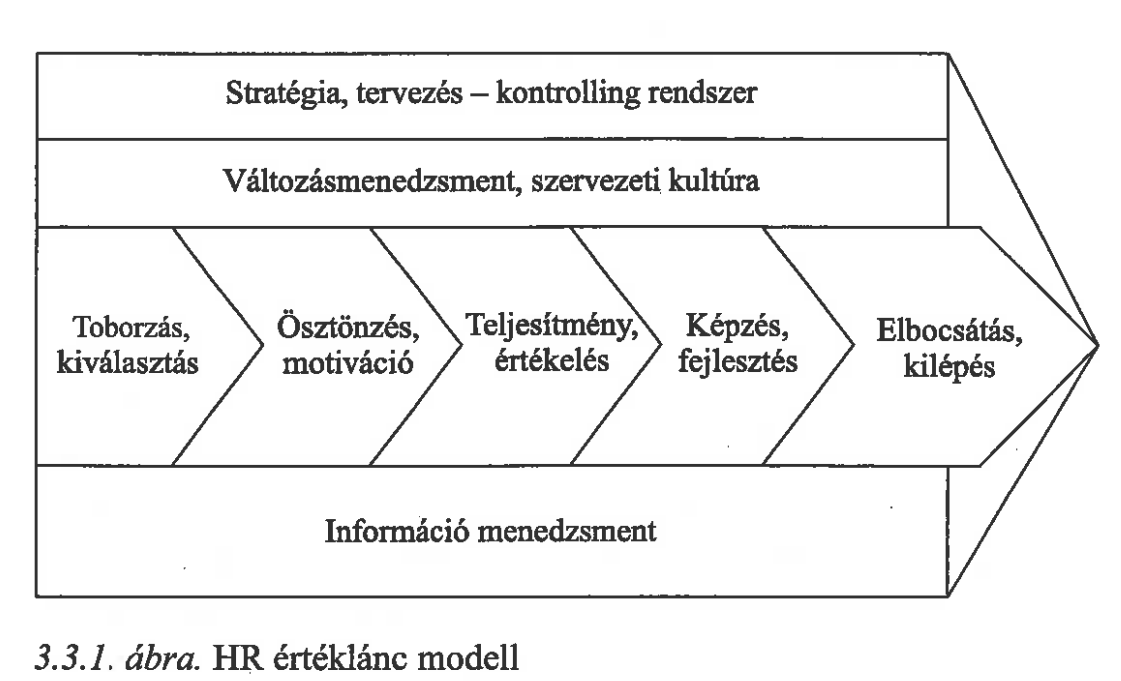 Stratégia, tervezés – kontrolling rendszer
Változásmenedzsment, szervezeti kultúra
Toborzás,
kiválasztás
Ösztönzés,
motiváció
Teljesítmény,
értékelés
Képzés,
fejlesztés
Elbocsátás,
kilépés
Információ menedzsment
3.3.1. ábra. HR értéklánc modell